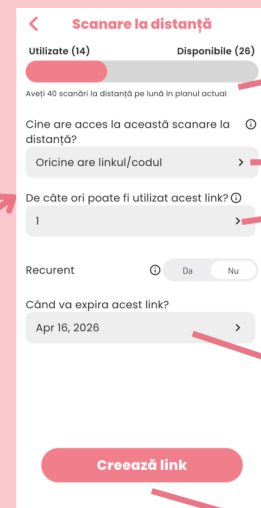 Scanare la distanță
Utilizate (14) Disponibile (26)
Aveți 40 scanări la distanță pe lună în planul actual
Cine are acces la această scanare la
distanță?
Oricine are linkul/codul
De câte ori poate fi utilizat acest link?
1
Recurent Da Nu
Când va expira acest link?
Apr 16, 2026
Creează link